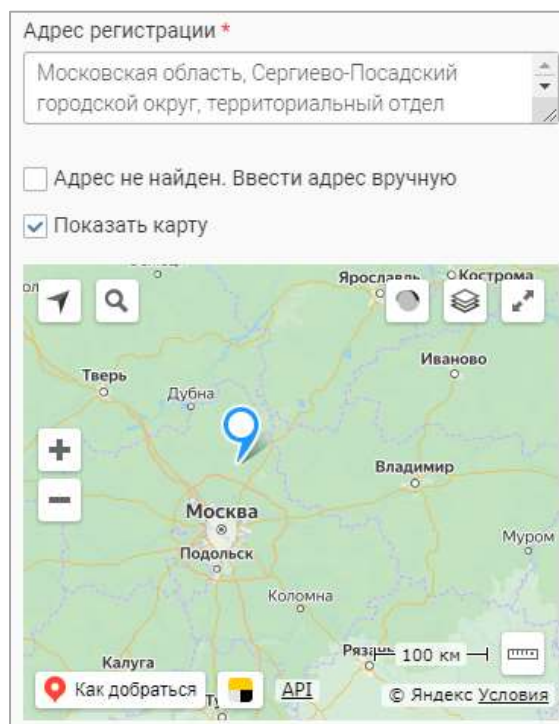 Адрес регистрации *
Московская область, Сергиево-Посадский
городской округ, территориальный отдел
Адрес не найден. Ввести адрес вручную
Показать карту
Ярославль
Кострома
Иваново
Тверь
Дубна
Владимир
Москва
Подольск
Муром
Коломна
Рязань
100 км
Калуга
Как добраться
API
© Яндекс Условия